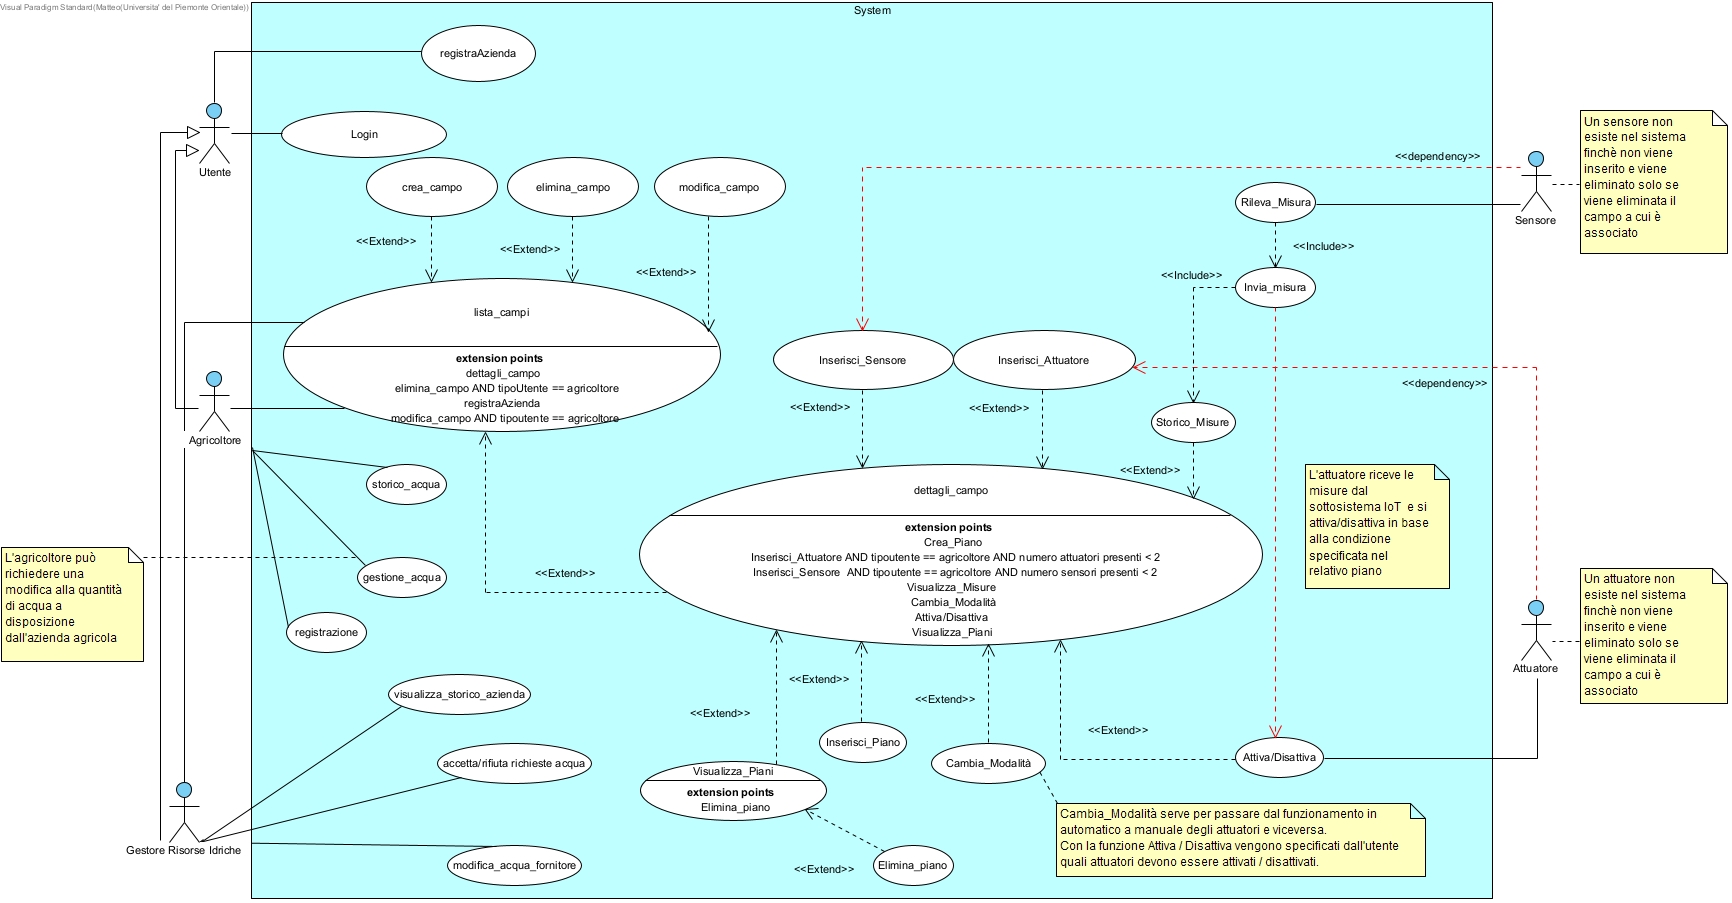 Visual Paradigm Standard(Matteo(Universita' del Piemonte Orientale))
System
registraAzienda
Login
Utente
crea_campo
elimina_campo
modifica_campo
<<Extend>>
<<Extend>>
<<Extend>>
lista_campi
extension points
dettagli_campo
elimina_campo AND tipoUtente == agricoltore
registraAzienda
modifica_campo AND tipoutente == agricoltore
Agricoltore
storico_acqua
gestione_acqua
registrazione
L'agricoltore può
richiedere una
modifica alla quantità
di acqua a
disposizione
dall'azienda agricola
<<Extend>>
visualizza_storico_azienda
accetta/rifiuta richieste acqua
modifica_acqua_fornitore
Gestore Risorse Idriche
<<dependency>>
Rileva_Misura
<<Include>>
<<Include>>
Invia_misura
Sensore
Un sensore non
esiste nel sistema
finchè non viene
inserito e viene
eliminato solo se
viene eliminata il
campo a cui è
associato
Inserisci_Sensore
Inserisci_Attuatore
<<dependency>>
<<Extend>>
<<Extend>>
Storico_Misure
<<Extend>>
dettagli_campo
extension points
Crea_Piano
Inserisci_Attuatore AND tipoutente == agricoltore AND numero attuatori presenti < 2
Inserisci_Sensore  AND tipoutente == agricoltore AND numero sensori presenti < 2
Visualizza_Misure
Cambia_Modalità
Attiva/Disattiva
Visualizza_Piani
L'attuatore riceve le
misure dal
sottosistema IoT  e si
attiva/disattiva in base
alla condizione
specificata nel
relativo piano
Un attuatore non
esiste nel sistema
finchè non viene
inserito e viene
eliminato solo se
viene eliminata il
campo a cui è
associato
Attuatore
<<Extend>>
<<Extend>>
<<Extend>>
<<Extend>>
Inserisci_Piano
Cambia_Modalità
Attiva/Disattiva
Visualizza_Piani
extension points
Elimina_piano
<<Extend>>
Elimina_piano
Cambia_Modalità serve per passare dal funzionamento in
automatico a manuale degli attuatori e viceversa.
Con la funzione Attiva / Disattiva vengono specificati dall'utente
quali attuatori devono essere attivati / disattivati.